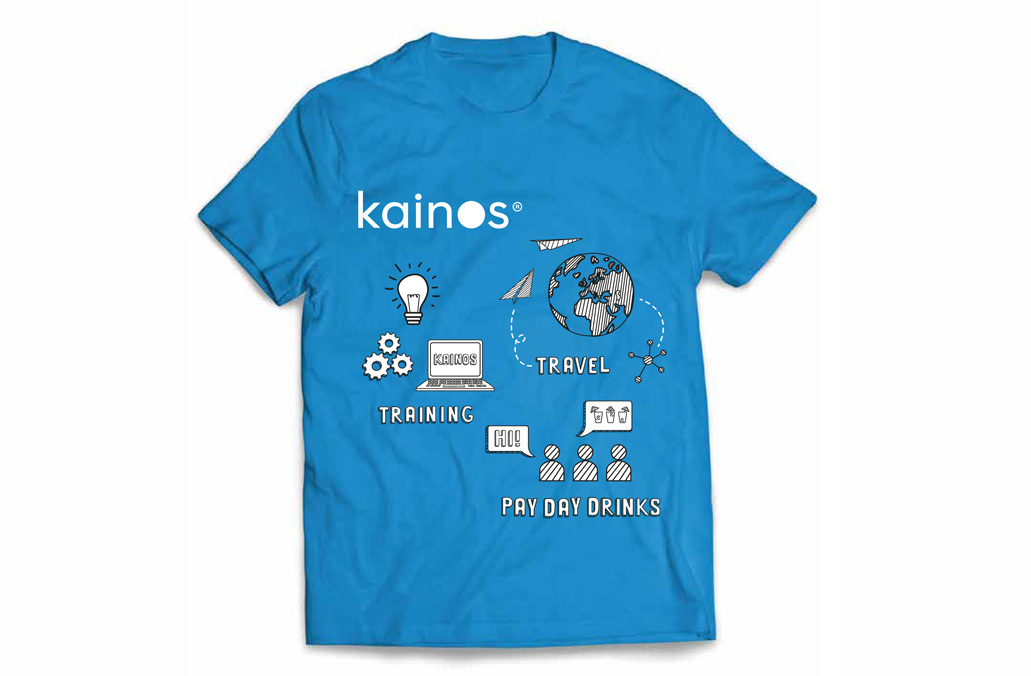 kainos®
KAINOS
TRAVEL
TRAINING
HI!
PAY DAY DRINKS